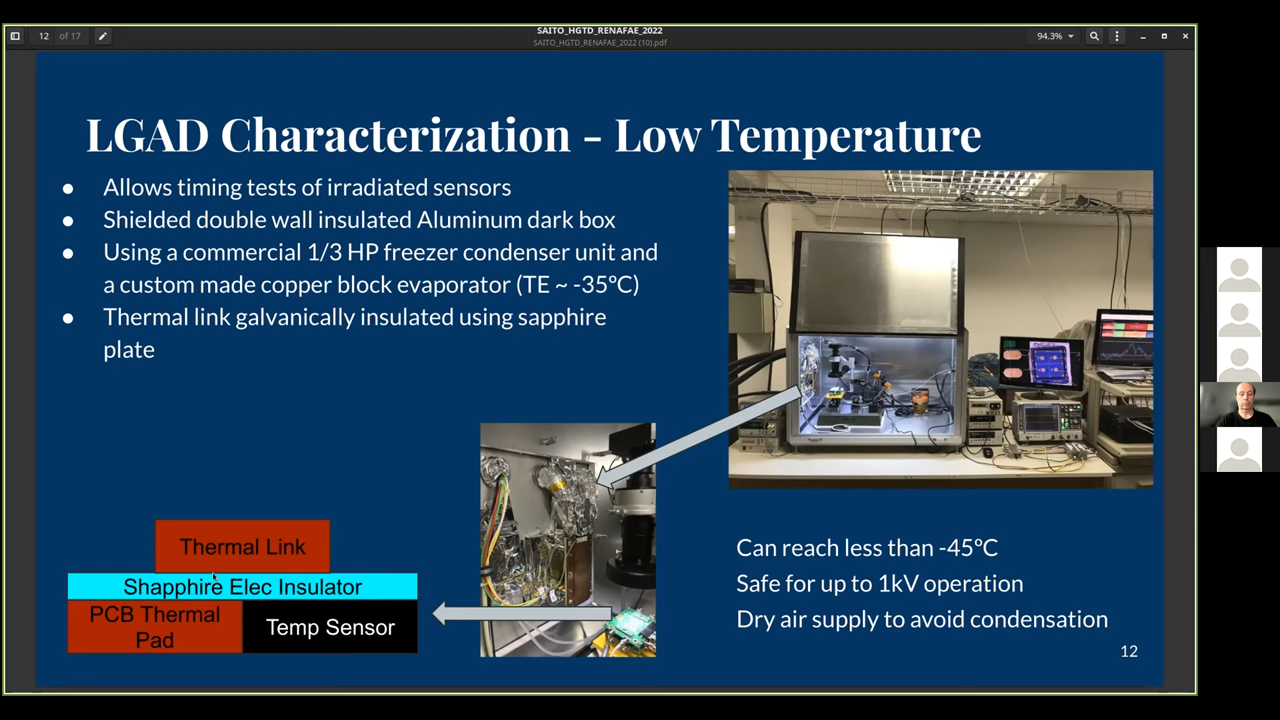 12 of 17
SAITO_HGTD_RENAFAE_2022
SAITO_HGTD_RENAFAE_2022 (10).pdf
94.3%
LGAD Characterization - Low Temperature
● Allows timing tests of irradiated sensors
● Shielded double wall insulated Aluminum dark box
● Using a commercial 1/3 HP freezer condenser unit and
a custom made copper block evaporator (TE ~ -35ºC)
● Thermal link galvanically insulated using sapphire
plate
Thermal Link
Shapphire Elec Insulator
PCB Thermal
Pad
Temp Sensor
Can reach less than -45ºC
Safe for up to 1kV operation
Dry air supply to avoid condensation
12